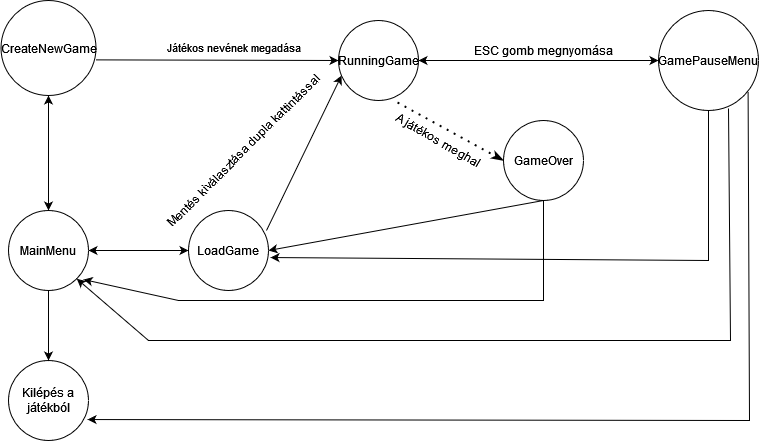 CreateNewGame
Játékos nevének megadása
RunningGame
ESC gomb megnyomása
GamePauseMenu
Mentés kiválasztása dupla kattintással
A játékos meghal
GameOver
MainMenu
LoadGame
Kilépés a
játékból